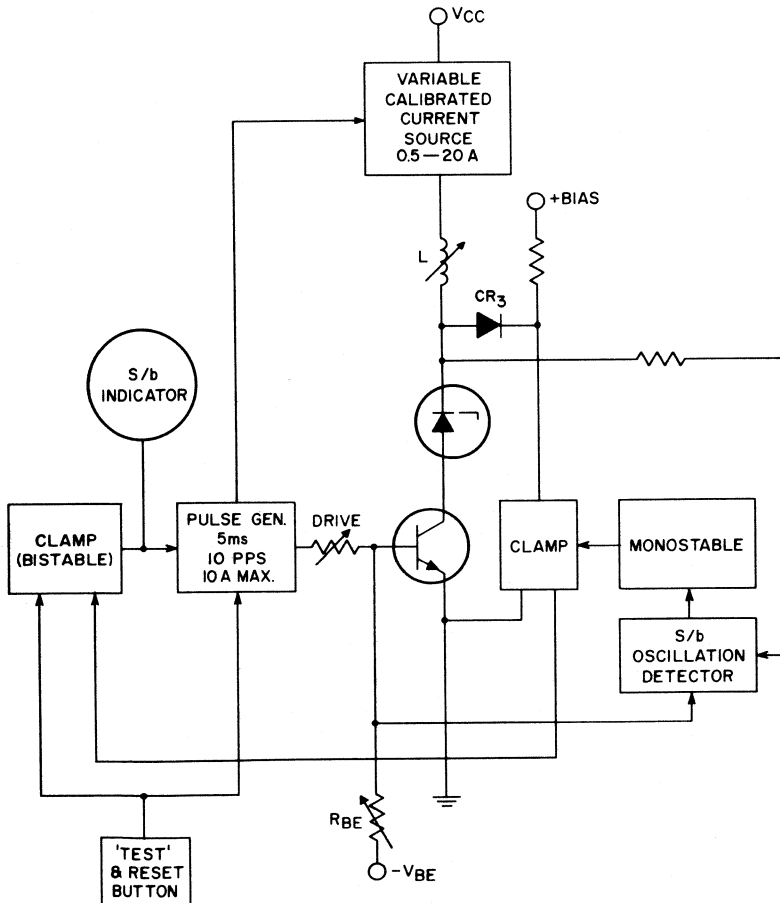 VCC
VARIABLE
CALIBRATED
CURRENT
SOURCE
0.5—20 A
+BIAS
L
CR3
S/b
INDICATOR
CLAMP
(BISTABLE)
PULSE GEN.
5ms
10 PPS
10 A MAX.
DRIVE
CLAMP
MONOSTABLE
S/b
OSCILLATION
DETECTOR
RBE
-VBE
'TEST'
& RESET
BUTTON